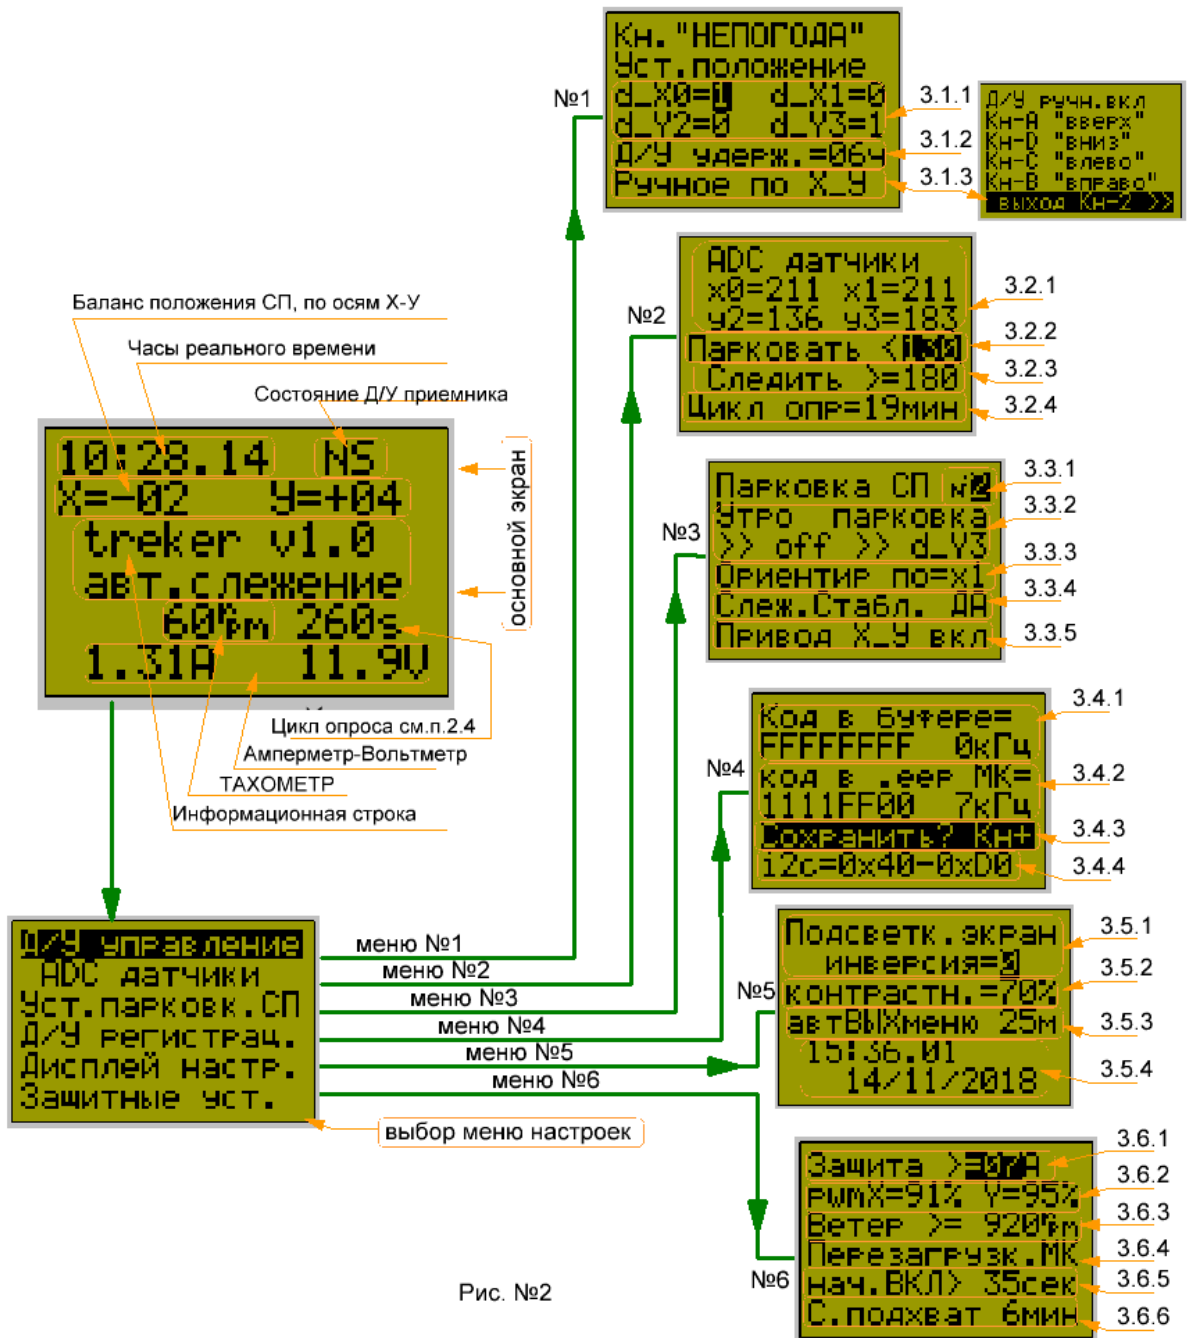 Кн."НЕПОГОДА"
Уст.положение
d_X0=1 d_X1=0
d_Y2=0 d_Y3=1
Д/У удерж.=06ч
Ручное по X_У
№1
3.1.1
3.1.2
3.1.3
Д/У ручн.вкл
Кн-A "вверх"
Кн-D "вниз"
Кн-C "влево"
Кн-B "вправо"
выход Кн-2 >>
ADC датчики
x0=211 x1=211
y2=136 y3=183
Парковать <130
Следить >=180
Цикл опр=19мин
№2
3.2.1
3.2.2
3.2.3
3.2.4
Баланс положения СП, по осям Х-У
Часы реального времени
Состояние Д/У приемника
10:28.14 NS
X=-02 У=+04
treker v1.0
авт.слежение
60 260s
1.31A 11.9V
основной экран
Цикл опроса см.п.2.4
Амперметр-Вольтметр
ТАХОМЕТР
Информационная строка
Парковка СП №0
Утро парковка
>> off >> d_Y3
Ориентир по=x1
Слеж.Стабл. ДА
Привод X_У вкл
№3
3.3.1
3.3.2
3.3.3
3.3.4
3.3.5
Код в буфере=
FFFFFFFF 0кГц
код в .eep МК=
1111FF00 7кГц
Сохранить? Кн+
i2c=0x40-0xD0
№4
3.4.1
3.4.2
3.4.3
3.4.4
Д/У управление
ADC датчики
Уст.парковк.СП
Д/У регистрац.
Дисплей настр.
Защитные уст.
меню №1
меню №2
меню №3
меню №4
меню №5
меню №6
выбор меню настроек
Подсветк.экран
инверсия=
контрастн.=70%
автВЫХменю 25м
15:36.01
14/11/2018
№5
3.5.1
3.5.2
3.5.3
3.5.4
Защита >=07A
pwmX=91% Y=95%
Ветер >= 920
Перезагрузк.МК
нач.ВКЛ> 35сек
С.подхват 6мин
№6
3.6.1
3.6.2
3.6.3
3.6.4
3.6.5
3.6.6
Рис. №2